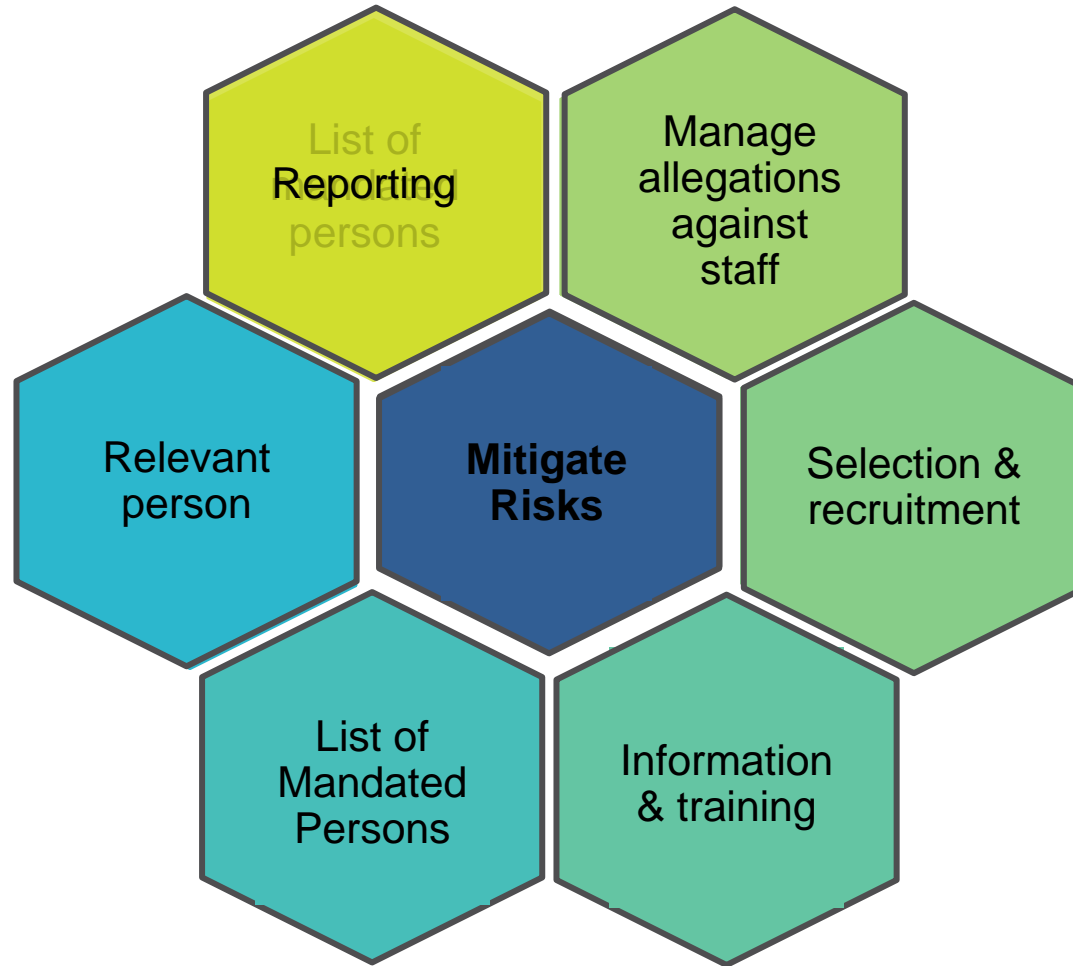 List of
mandated
persons
Reporting
Manage
allegations
against
staff
Relevant
person
Mitigate
Risks
Selection &
recruitment
List of
Mandated
Persons
Information
& training